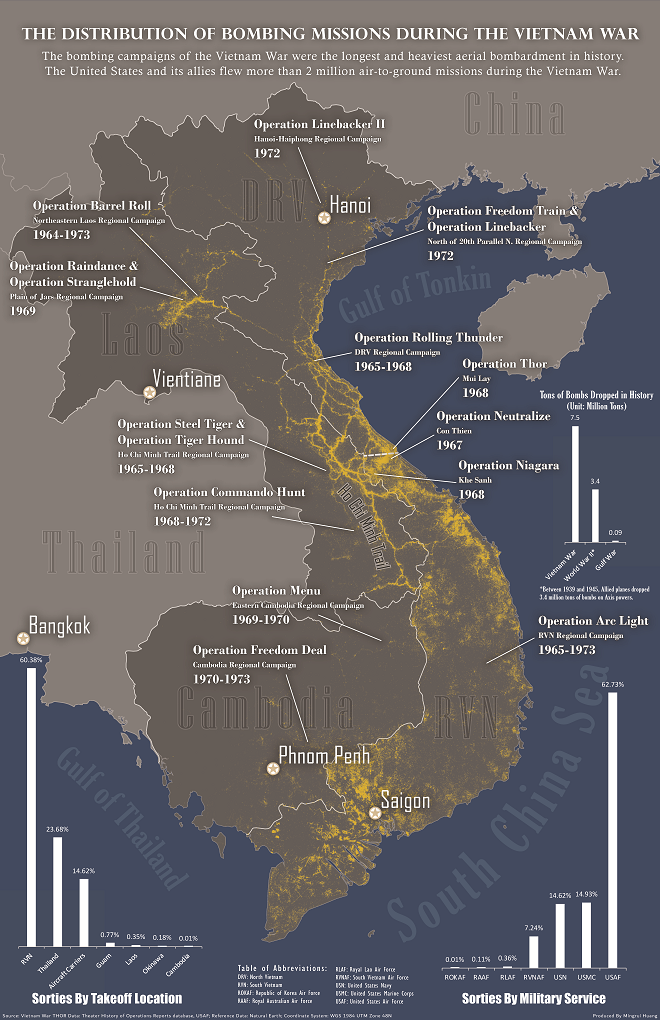 THE DISTRIBUTION OF BOMBING MISSIONS DURING THE VIETNAM WAR
The bombing campaigns of the Vietnam War were the longest and heaviest aerial bombardment in history.
The United States and its allies flew more than 2 million air-to-ground missions during the Vietnam War.
China
Operation Linebacker II
Hanoi-Haiphong Regional Campaign
1972
DRV
Hanoi
Operation Barrel Roll
Northeastern Laos Regional Campaign
1964-1973
Operation Freedom Train &
Operation Linebacker
North of 20th Parallel N. Regional Campaign
1972
Operation Raindance &
Operation Stranglehold
Plain of Jars Regional Campaign
1969
Gulf of Tonkin
Laos
Operation Rolling Thunder
DRV Regional Campaign
1965-1968
Vientiane
Operation Thor
Mui Lay
1968
Operation Neutralize
Con Thien
1967
Operation Steel Tiger &
Operation Tiger Hound
Ho Chi Minh Trail Regional Campaign
1965-1968
Operation Niagara
Khe Sanh
1968
Operation Commando Hunt
Ho Chi Minh Trail Regional Campaign
1968-1972
Ho Chi Minh Trail
Tons of Bombs Dropped in History
(Unit: Million Tons)
7.5
3.4
0.09
Vietnam War
World War II*
Gulf War
*Between 1939 and 1945, Allied planes dropped
3.4 million tons of bombs on Axis powers.
Thailand
Bangkok
Operation Menu
Eastern Cambodia Regional Campaign
1969-1970
Operation Freedom Deal
Cambodia Regional Campaign
1970-1973
Operation Arc Light
RVN Regional Campaign
1965-1973
Cambodia
RVN
Phnom Penh
Saigon
Gulf of Thailand
South China Sea
60.38%
23.68%
14.62%
0.77%
0.35%
0.18%
0.01%
RVN
Thailand
Aircraft Carriers
Guam
Laos
Okinawa
Cambodia
Sorties By Takeoff Location
Table of Abbreviations:
DRV: North Vietnam
RVN: South Vietnam
ROKAF: Republic of Korea Air Force
RAAF: Royal Australian Air Force
RLAF: Royal Lao Air Force
RVNAF: South Vietnam Air Force
USN: United States Navy
USMC: United States Marine Corps
USAF: United States Air Force
0.01%
0.11%
0.36%
7.24%
14.62%
14.93%
62.73%
ROKAF
RAAF
RLAF
RVNAF
USN
USMC
USAF
Sorties By Military Service
Source: Vietnam War THOR Data: Theater History of Operations Reports database, USAF; Reference Data: Natural Earth; Coordinate System: WGS 1984 UTM Zone 48N
Produced By Mingrui Huang